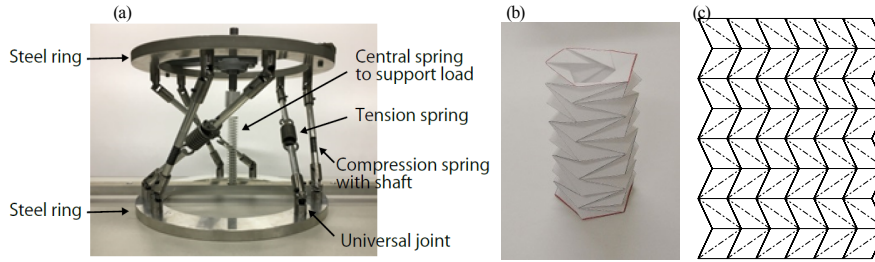 (a)
(b)
(c)
Steel ring
Central spring
to support load
Tension spring
Compression spring
with shaft
Steel ring
Universal joint